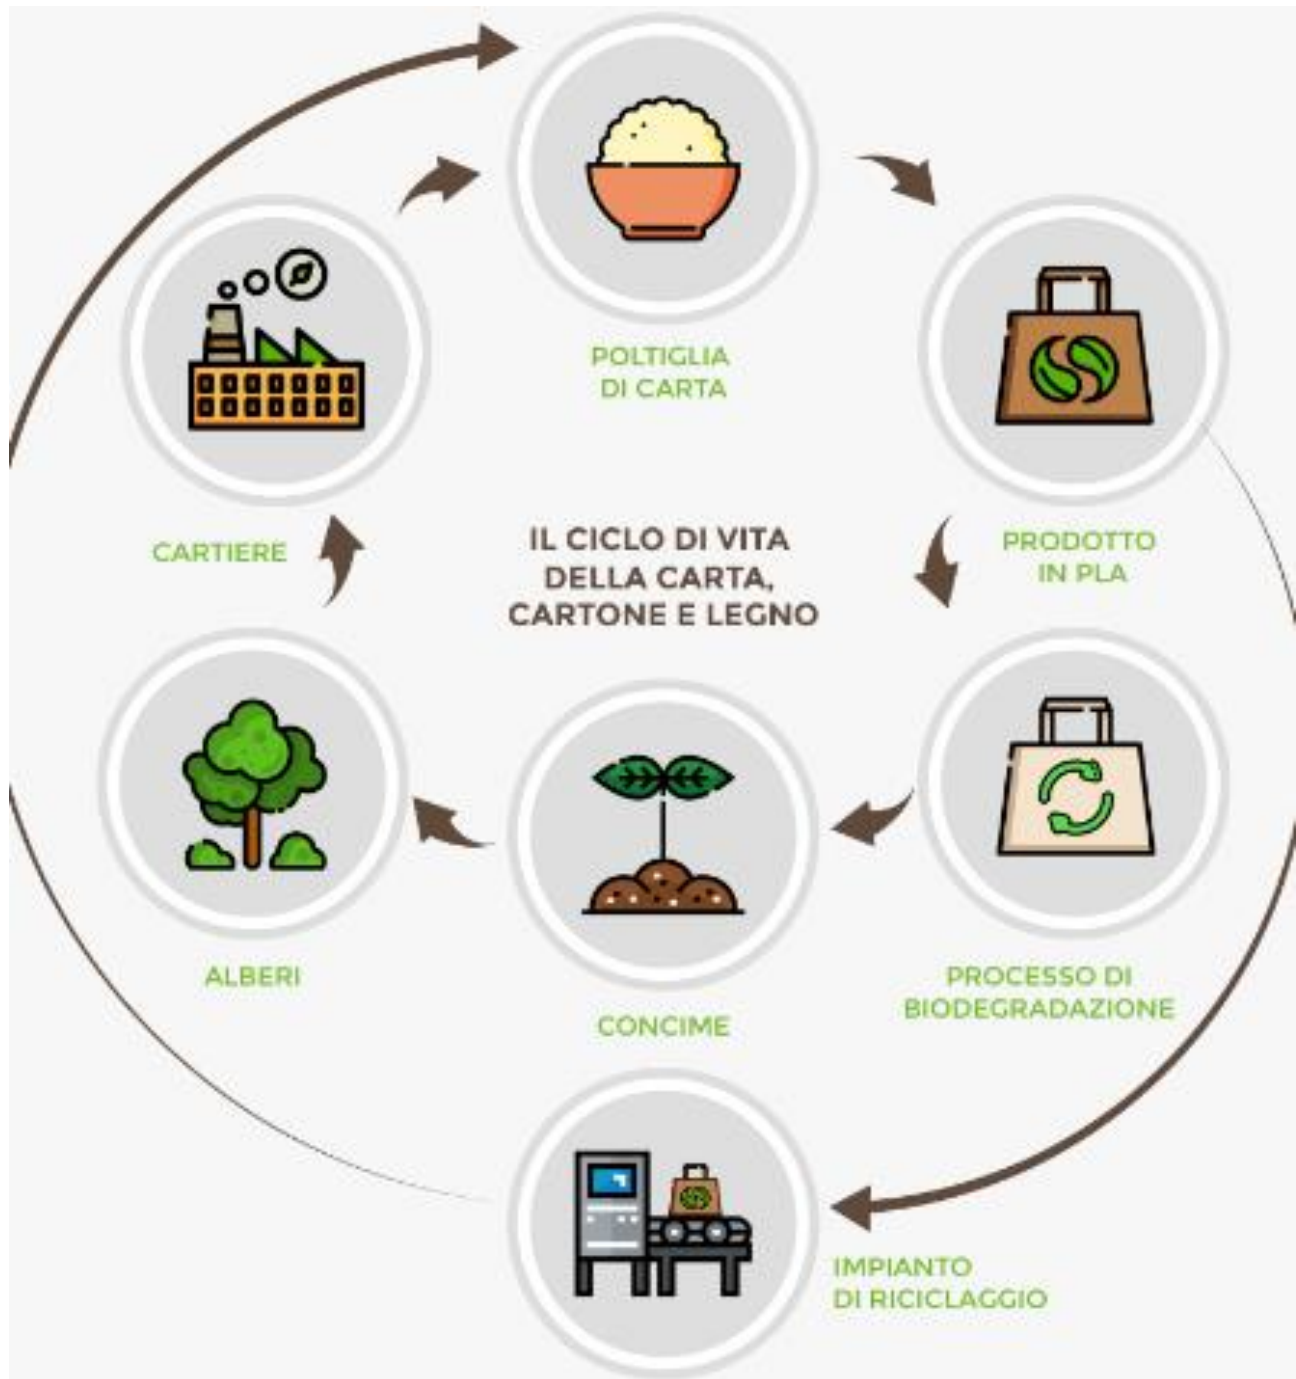 POLTIGLIA
DI CARTA
PRODOTTO
IN PLA
CARTIERE
IL CICLO DI VITA
DELLA CARTA,
CARTONE E LEGNO
ALBERI
CONCIME
PROCESSO DI
BIODEGRADAZIONE
IMPIANTO
DI RICICLAGGIO